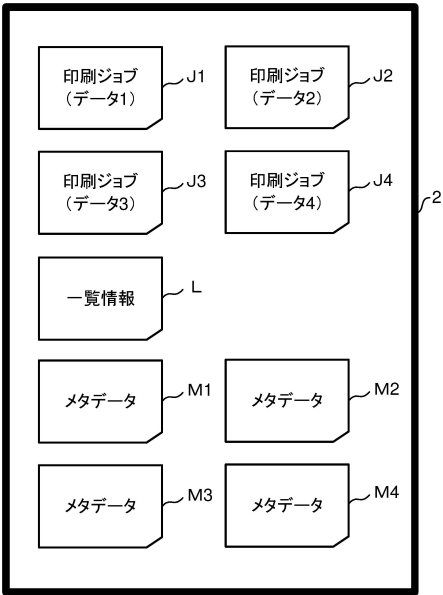 印刷ジョブ
(データ1)
J1
印刷ジョブ
(データ2)
J2
印刷ジョブ
(データ3)
J3
印刷ジョブ
(データ4)
J4
2
一覧情報
L
メタデータ
M1
メタデータ
M2
メタデータ
M3
メタデータ
M4